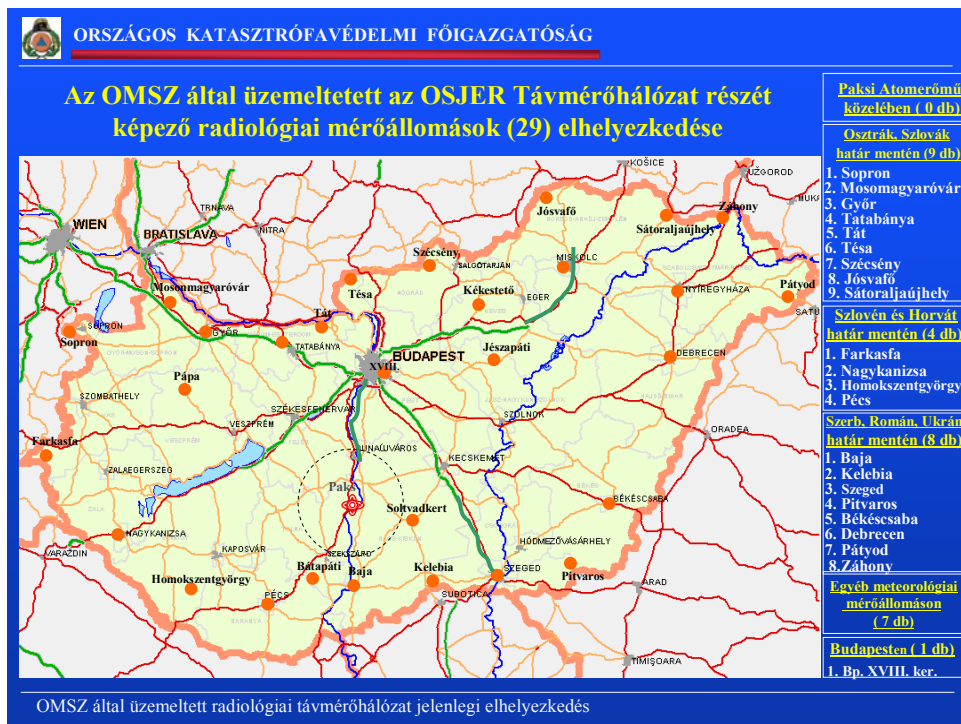 ORSZÁGOS KATASZTRÓFAVÉDELMI FŐIGAZGATÓSÁG
Az OMSZ által üzemeltetett az OSJER Távmérőhálózat részét
képező radiológiai mérőállomások (29) elhelyezkedése
KOŠICE
UŽGOROD
TRNAVA
WIEN
NITRA
BRATISLAVA
Jósvafő
Záhony
Sátoraljaújhely
Szécsény
SALGÓTARJÁN
MISKOLC
Mosonmagyaróvár
Tésa
Kékestető
EGER
NYÍREGYHÁZA
Pátyod
SATU
Tát
SOPRON
Sopron
GYŐR
TATABÁNYA
BUDAPEST
XVIII.
Jészapáti
DEBRECEN
Pápa
SZOMBATHELY
SZÉKESFEHÉRVÁR
VESZPRÉM
SZOLNOK
ORADEA
Farkasfa
ZALAEGERSZEG
UNAÚJVÁROS
KECSKEMÉT
Paks
Soltvadkert
BÉKÉSCSABA
NAGYKANIZSA
VARAŽDIN
KAPOSVÁR
SZEKSZÁRD
HÓDMEZŐVÁSÁRHELY
Homokszentgyörgy
Bátapáti
Baja
Kelebia
SZEGED
Pitvaros
ARAD
PÉCS
SUBOTICA
TIMIŞOARA
Paksi Atomerőmű
közelében ( 0 db)
Osztrák, Szlovák
határ mentén (9 db)
1. Sopron
2. Mosomagyaróvár
3. Győr
4. Tatabánya
5. Tát
6. Tésa
7. Szécsény
8. Jósvafő
9. Sátoraljaújhely
Szlovén és Horvát
határ mentén (4 db)
1. Farkasfa
2. Nagykanizsa
3. Homokszentgyörgy
4. Pécs
Szerb, Román, Ukrán
határ mentén (8 db)
1. Baja
2. Kelebia
3. Szeged
4. Pitvaros
5. Békéscsaba
6. Debrecen
7. Pátyod
8.Záhony
Egyéb meteorológiai
mérőállomáson
( 7 db)
Budapesten ( 1 db)
1. Bp. XVIII. ker.
OMSZ által üzemeltett radiológiai távmérőhálózat jelenlegi elhelyezkedés